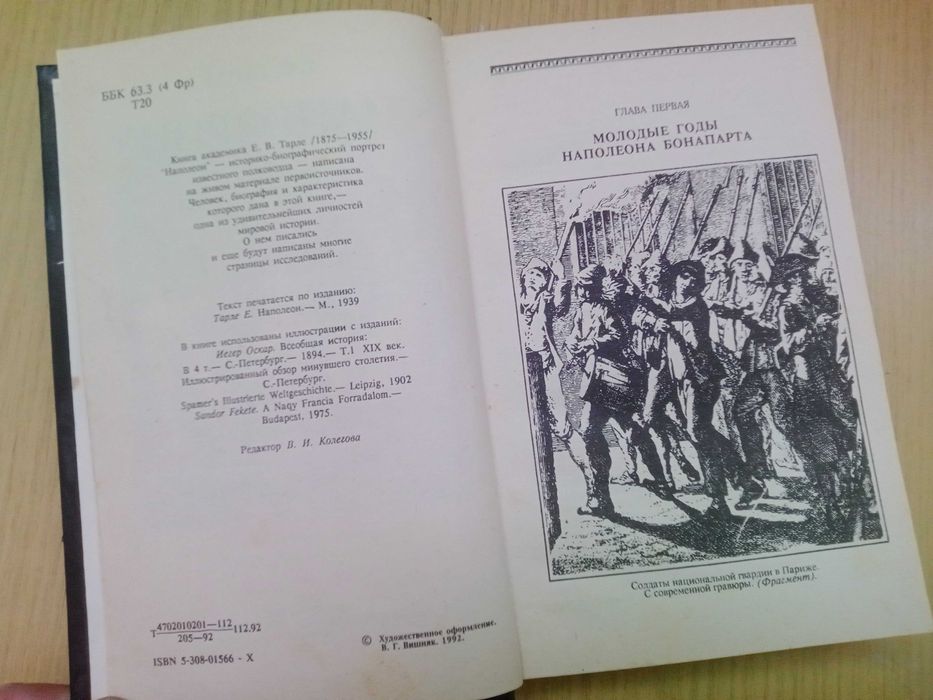 ББК 63.3 (4 Фр)
Т20
Книга академика Е. В. Тарле /1875—1955/
"Наполеон" — историко-биографический портрет
известного полководца — написана
на живом материале первоисточников.
Человек, биография и характеристика
которого дана в этой книге,—
одна из удивительнейших личностей
мировой истории.
О нем писались
и еще будут написаны многие
страницы исследований.
Текст печатается по изданию:
Тарле Е. Наполеон.— М., 1939
В книге использованы иллюстрации с изданий:
Иегер Оскар. Всеобщая история:
В 4 т.— С.-Петербург.— 1894.— Т.I XIX век.
Иллюстрированный обзор минувшего столетия.—
С.-Петербург.
Spamer's Illustrierte Weltgeschichte.— Leipzig, 1902
Sandor Fekete. A Naqy Francia Forradalom.—
Budapest, 1975.
Редактор В. И. Колегова
Т 4702010201—112 112.92
205—92
ISBN 5-308-01566 - X
© Художественное оформление.
В. Г. Вишняк. 1992.
ГЛАВА ПЕРВАЯ
МОЛОДЫЕ ГОДЫ
НАПОЛЕОНА БОНАПАРТА
Солдаты национальной гвардии в Париже.
С современной гравюры. (Фрагмент).